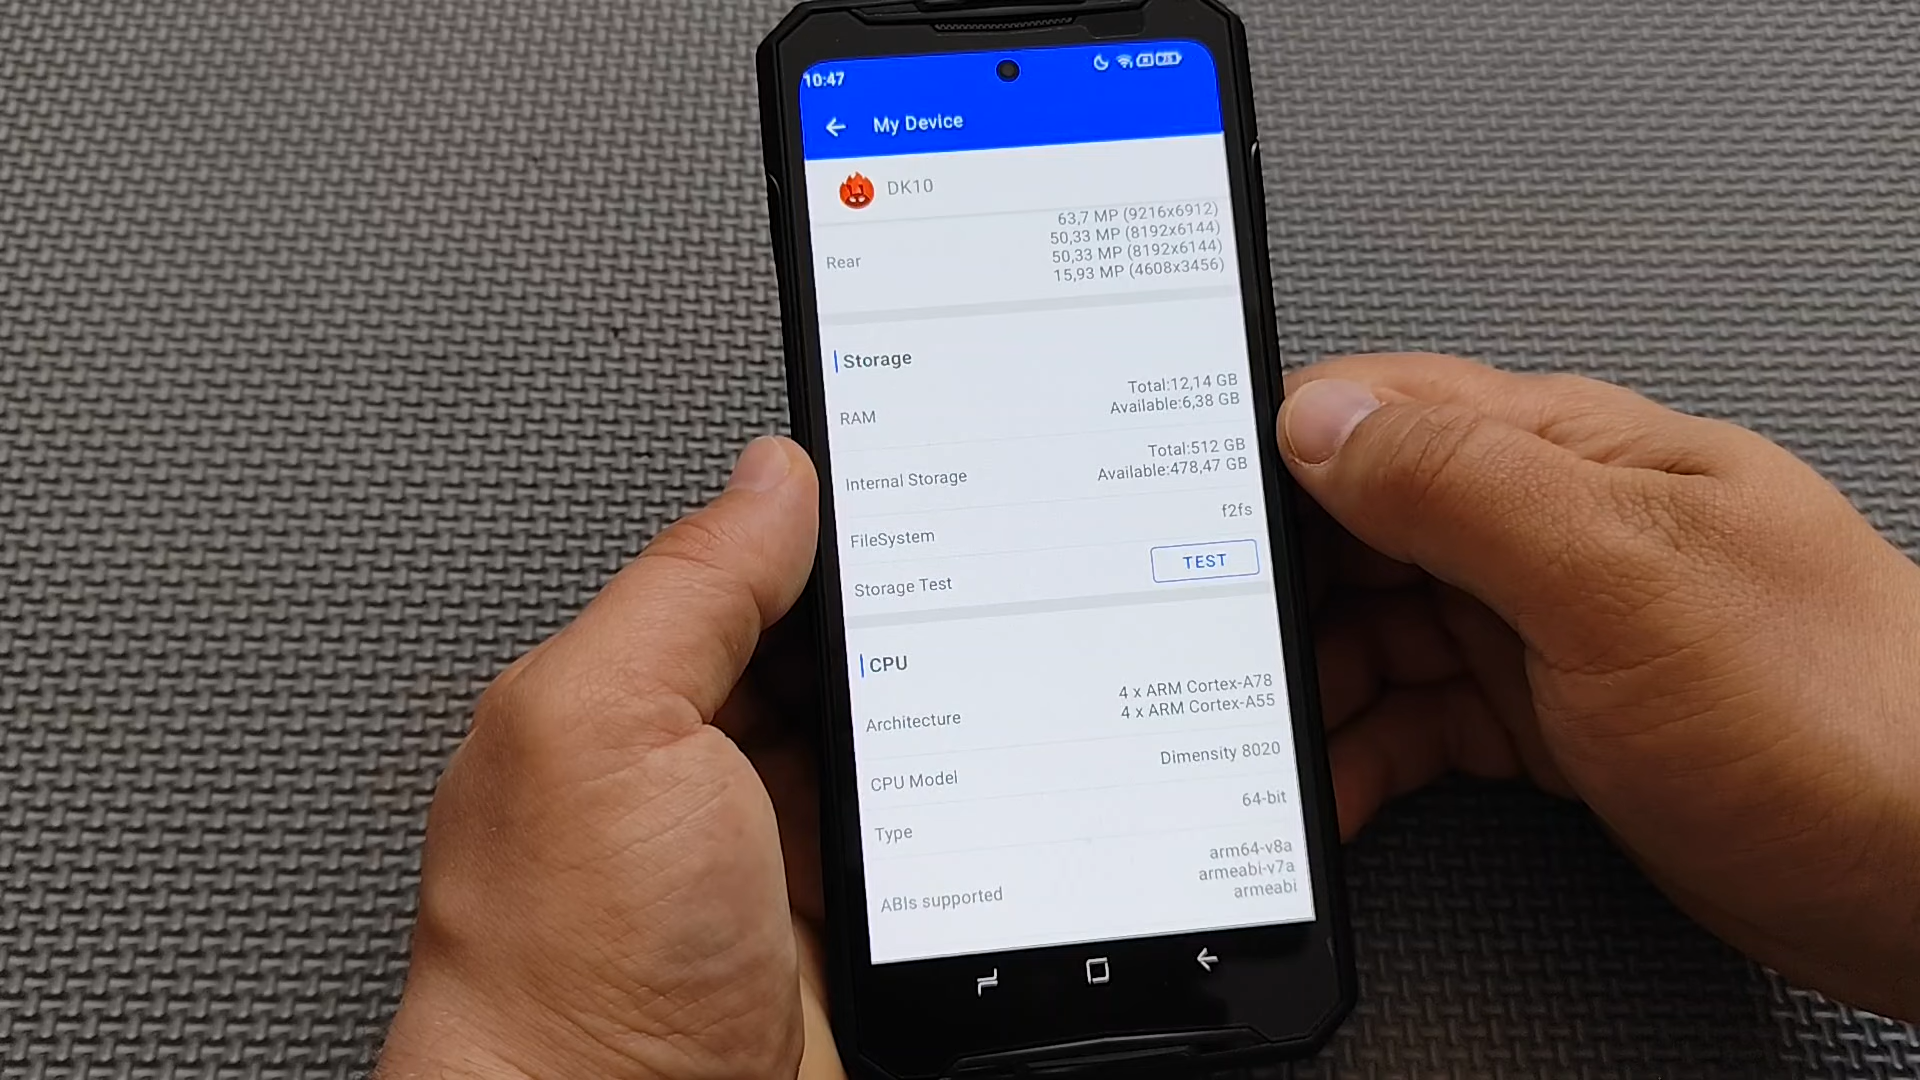 10:47
My Device
DK10
Rear
63,7 MP (9216x6912)
50,33 MP (8192x6144)
50,33 MP (8192x6144)
15,93 MP (4608x3456)
Storage
RAM
Total:12,14 GB
Available:6,38 GB
Internal Storage
Total:512 GB
Available:478,47 GB
FileSystem
f2fs
Storage Test
TEST
CPU
Architecture
4 x ARM Cortex-A78
4 x ARM Cortex-A55
CPU Model
Dimensity 8020
Type
64-bit
ABIs supported
arm64-v8a
armeabi-v7a
armeabi